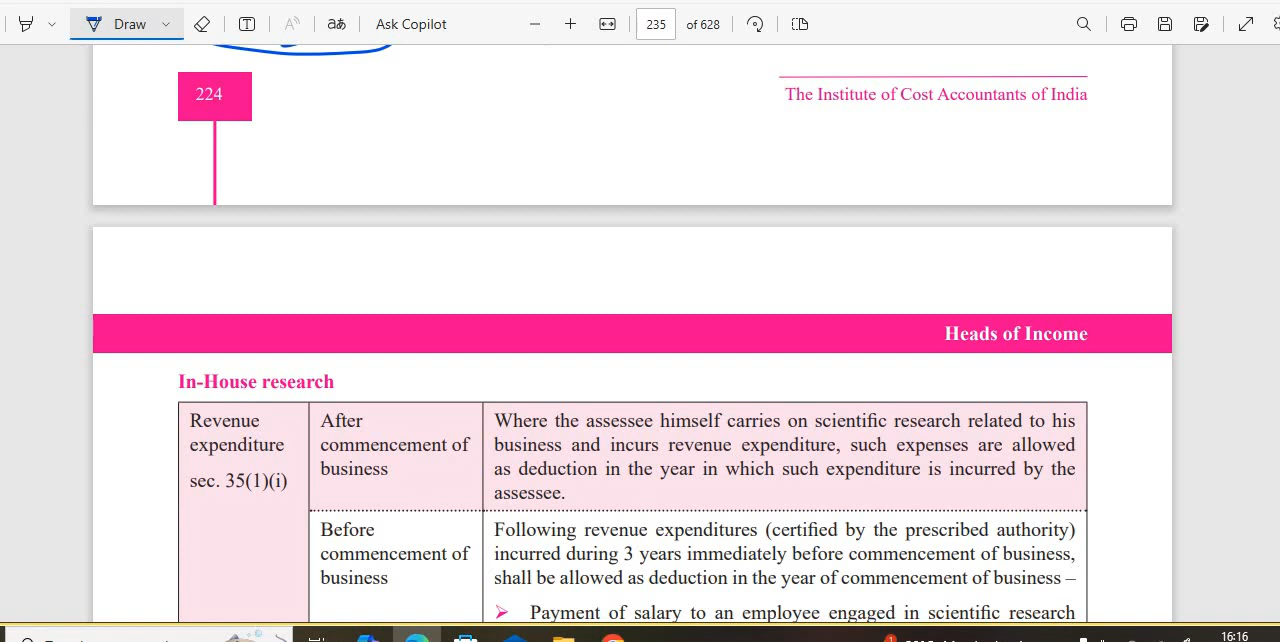 Draw
A
aあ
Ask Copilot
235
of 628
224
The Institute of Cost Accountants of India
Heads of Income
In-House research
Revenue
expenditure
sec. 35(1)(i)
After
commencement of
business
Where the assessee himself carries on scientific research related to his
business and incurs revenue expenditure, such expenses are allowed
as deduction in the year in which such expenditure is incurred by the
assessee.
Before
commencement of
business
Following revenue expenditures (certified by the prescribed authority)
incurred during 3 years immediately before commencement of business,
shall be allowed as deduction in the year of commencement of business –
➢ Payment of salary to an employee engaged in scientific research
16:16